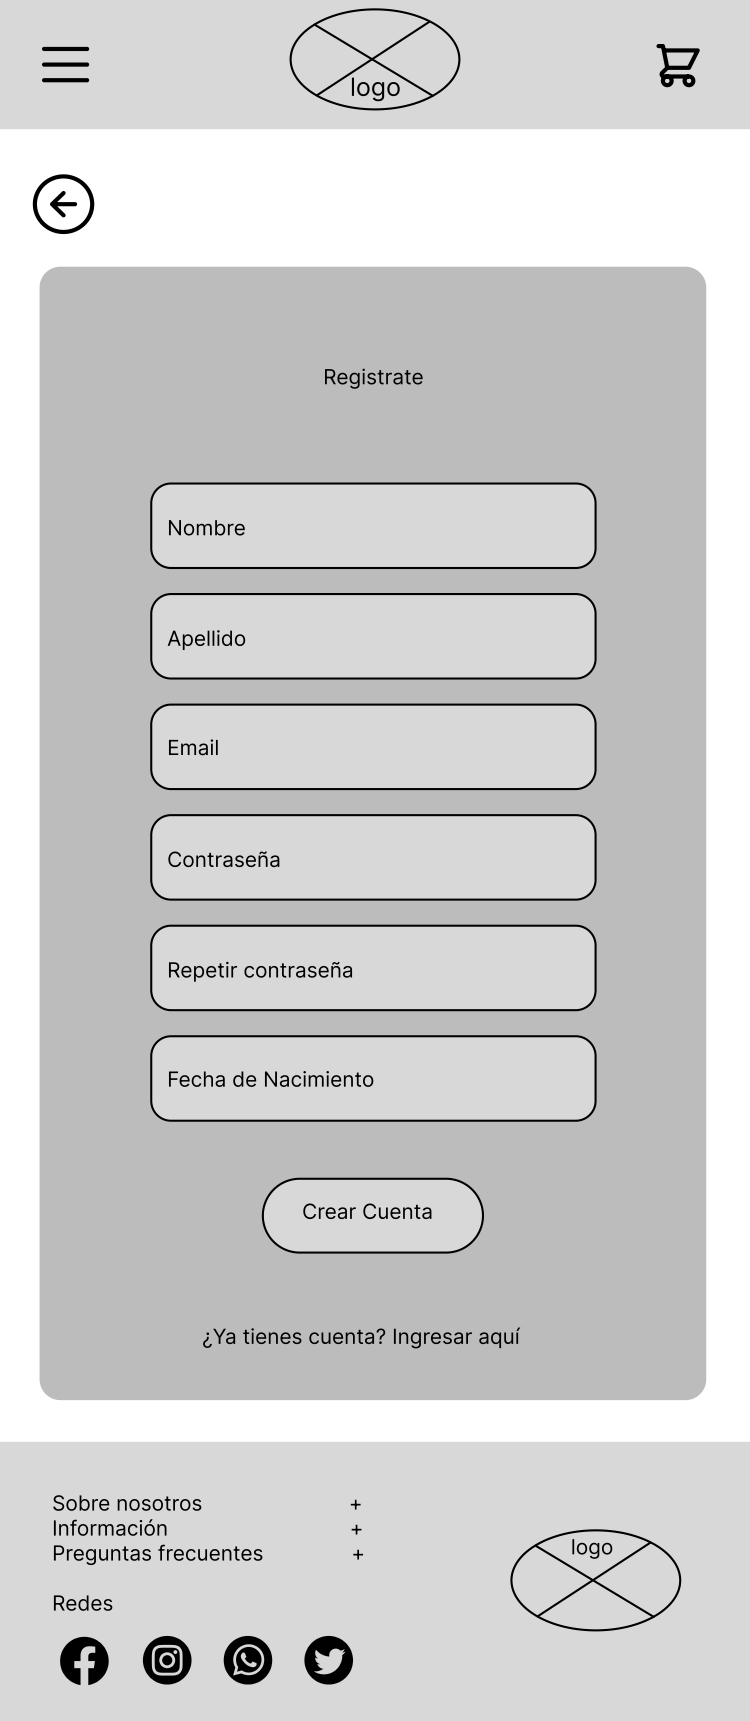 logo
Registrate
Nombre
Apellido
Email
Contraseña
Repetir contraseña
Fecha de Nacimiento
Crear Cuenta
¿Ya tienes cuenta? Ingresar aquí
Sobre nosotros +
Información +
Preguntas frecuentes +
logo
Redes